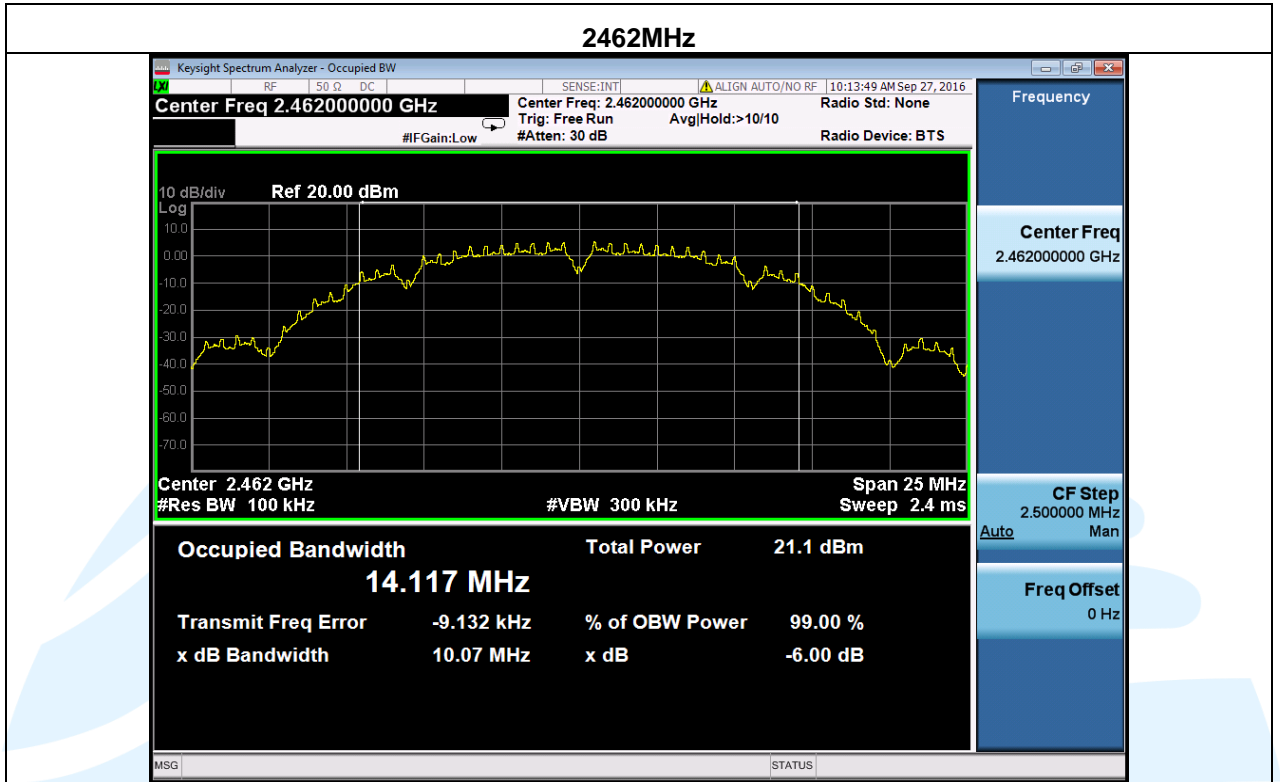 2462MHz
Keysight Spectrum Analyzer - Occupied BW
LXI RF 50 Ω DC SENSE:INT ALIGN AUTO/NO RF 10:13:49 AM Sep 27, 2016
Center Freq 2.462000000 GHz
Center Freq: 2.462000000 GHz Radio Std: None
Trig: Free Run Avg|Hold:>10/10
#IFGain:Low #Atten: 30 dB Radio Device: BTS
10 dB/div Ref 20.00 dBm
Log
10.0
0.00
-10.0
-20.0
-30.0
-40.0
-50.0
-60.0
-70.0
Center 2.462 GHz Span 25 MHz
#Res BW 100 kHz #VBW 300 kHz Sweep 2.4 ms
Occupied Bandwidth Total Power 21.1 dBm
14.117 MHz
Transmit Freq Error -9.132 kHz % of OBW Power 99.00 %
x dB Bandwidth 10.07 MHz x dB -6.00 dB
MSG STATUS
Frequency
Center Freq
2.462000000 GHz
CF Step
2.500000 MHz
Auto Man
Freq Offset
0 Hz